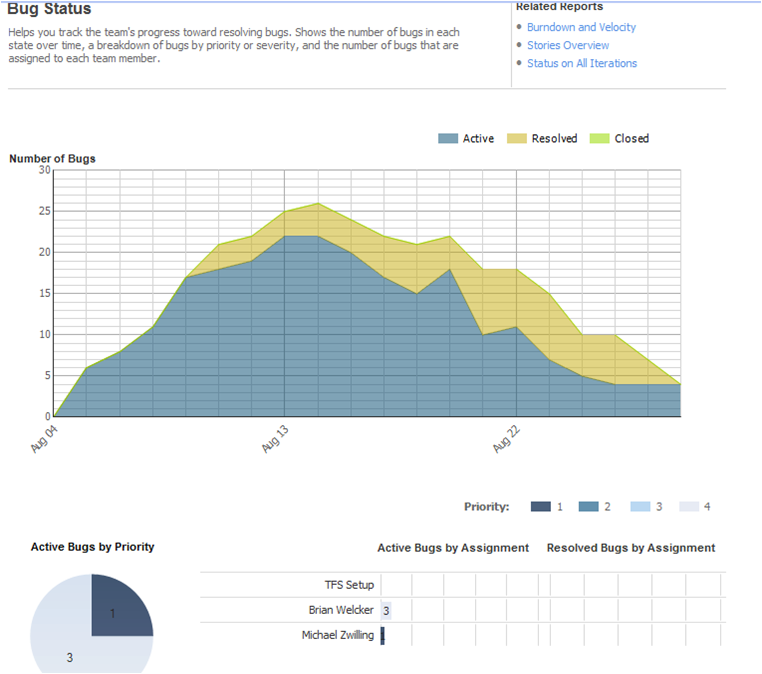 Bug Status
Helps you track the team's progress toward resolving bugs. Shows the number of bugs in each
state over time, a breakdown of bugs by priority or severity, and the number of bugs that are
assigned to each team member.
Related Reports
Burndown and Velocity
Stories Overview
Status on All Iterations
Active Resolved Closed
Number of Bugs
30
25
20
15
10
5
0
Aug 04 Aug 13 Aug 22
Priority: 1 2 3 4
Active Bugs by Priority
1
3
Active Bugs by Assignment Resolved Bugs by Assignment
TFS Setup
Brian Welcker 3
Michael Zwilling 1